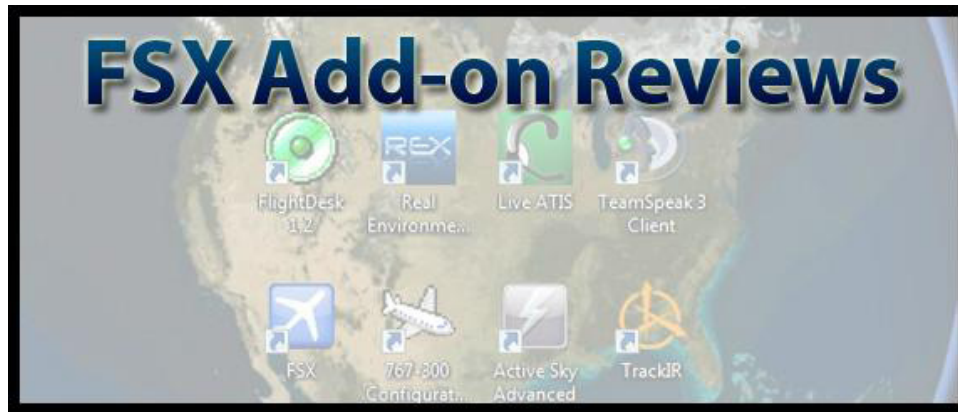 FSX Add-on Reviews
REX
FlightDesk
1.2
Real
Environme...
Live ATIS
TeamSpeak 3
Client
FSX
767-300
Configurat...
Active Sky
Advanced
TrackIR